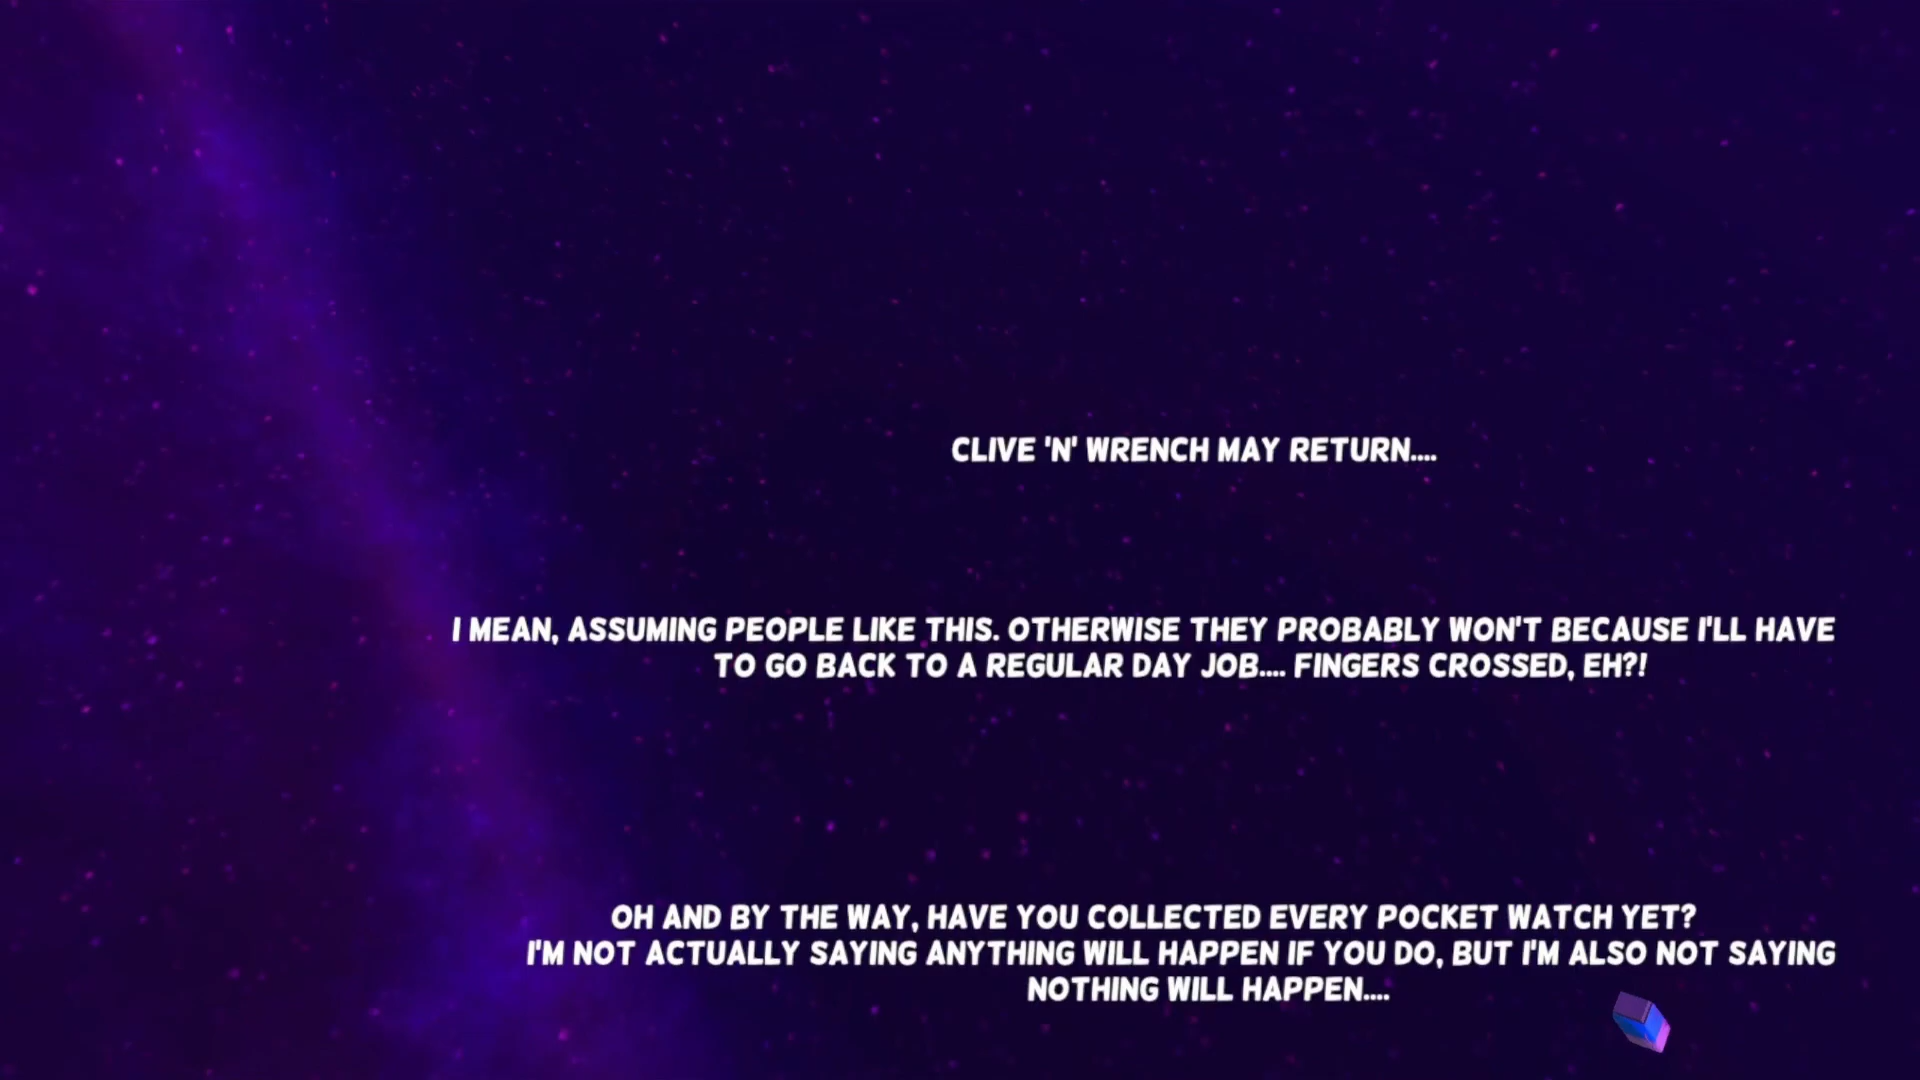 CLIVE 'N' WRENCH MAY RETURN....
I MEAN, ASSUMING PEOPLE LIKE THIS. OTHERWISE THEY PROBABLY WON'T BECAUSE I'LL HAVE
TO GO BACK TO A REGULAR DAY JOB.... FINGERS CROSSED, EH?!
OH AND BY THE WAY, HAVE YOU COLLECTED EVERY POCKET WATCH YET?
I'M NOT ACTUALLY SAYING ANYTHING WILL HAPPEN IF YOU DO, BUT I'M ALSO NOT SAYING
NOTHING WILL HAPPEN....